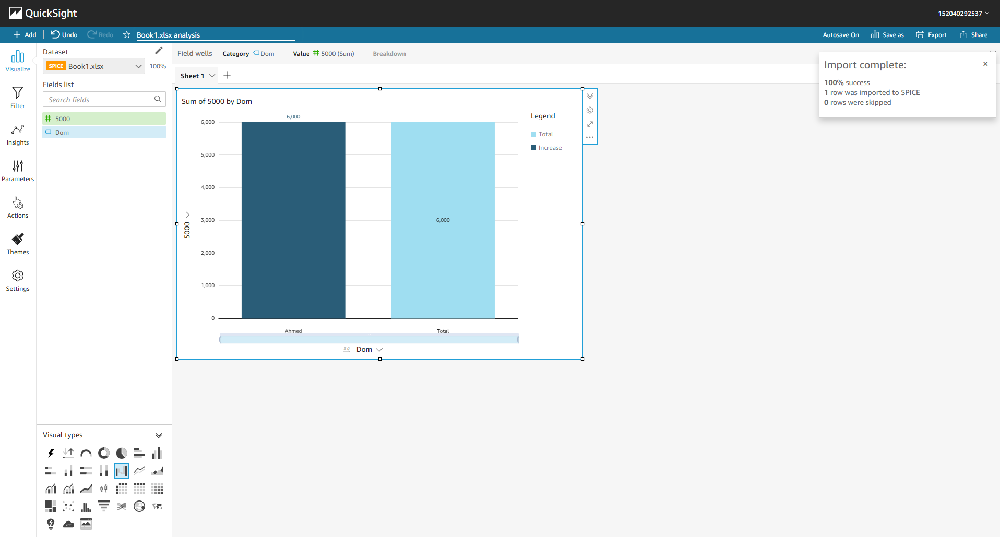 QuickSight
152040292537
Add
Undo
Redo
Book1.xlsx analysis
Autosave On
Save as
Export
Share
Visualize
Filter
Insights
Parameters
Actions
Themes
Settings
Dataset
SPICE Book1.xlsx
100%
Fields list
Search fields
5000
Dom
Visual types
abc
Field wells
Category Dom
Value 5000 (Sum)
Breakdown
Sheet 1
Sum of 5000 by Dom
6,000
6,000
5,000
4,000
3,000
2,000
1,000
0
5000
6,000
Ahmed
Total
Dom
Legend
Total
Increase
Import complete:
100% success
1 row was imported to SPICE
0 rows were skipped